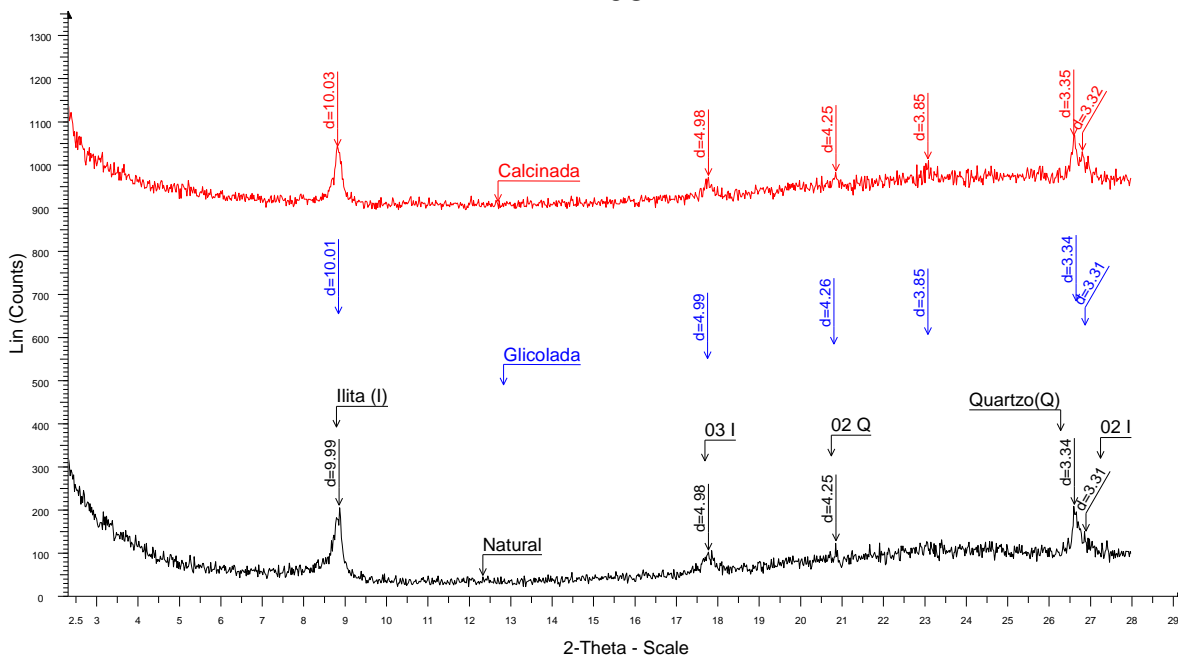 1300
1200
1100
1000
900
800
700
600
500
400
300
200
100
0
Lin (Counts)
d=10.03
Calcinada
d=4.98
d=4.25
d=3.85
d=3.35
d=3.32
d=10.01
Glicolada
d=4.99
d=4.26
d=3.85
d=3.34
d=3.31
Ilita (I)
03 I
02 Q
Quartzo(Q)
02 I
d=9.99
Natural
d=4.98
d=4.25
d=3.34
d=3.31
2.5 3 4 5 6 7 8 9 10 11 12 13 14 15 16 17 18 19 20 21 22 23 24 25 26 27 28 29
2-Theta - Scale